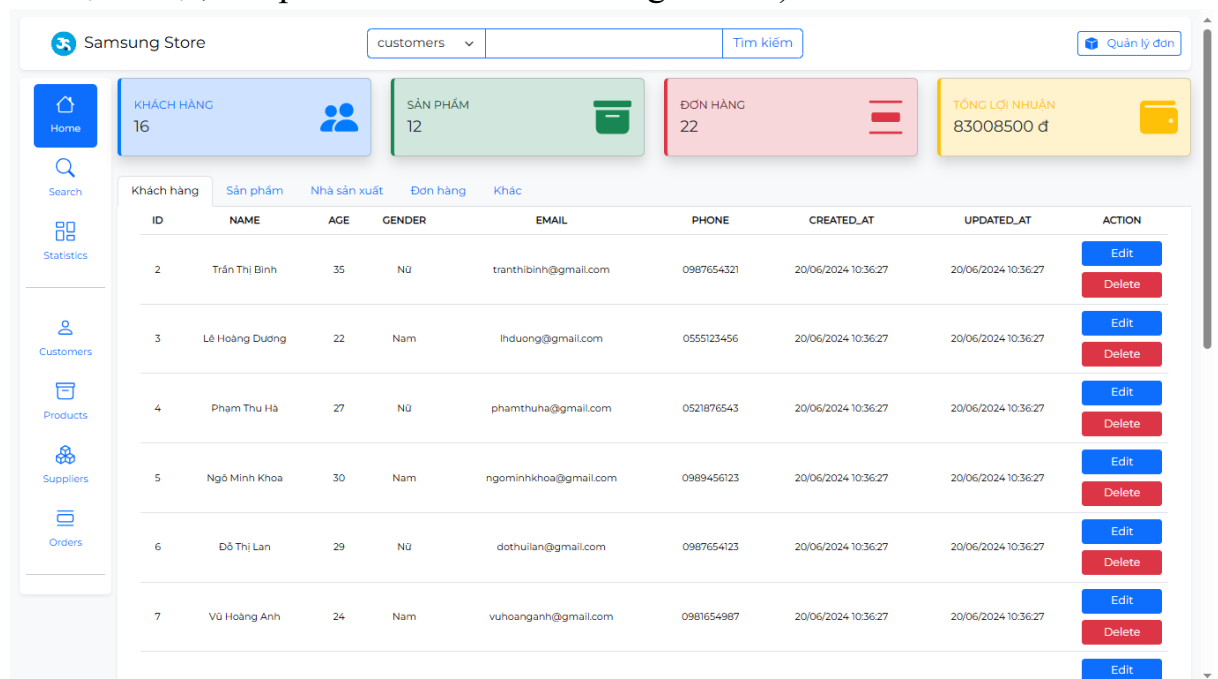 Samsung Store
customers
Tìm kiếm
Quản lý đơn
Home
Search
Statistics
Customers
Products
Suppliers
Orders
KHÁCH HÀNG
16
SẢN PHẨM
12
ĐƠN HÀNG
22
TỔNG LỢI NHUẬN
83008500 đ
Khách hàng Sản phẩm Nhà sản xuất Đơn hàng Khác
ID NAME AGE GENDER EMAIL PHONE CREATED_AT UPDATED_AT ACTION
2 Trần Thị Bình 35 Nữ tranthibinh@gmail.com 0987654321 20/06/2024 10:36:27 20/06/2024 10:36:27 Edit
Delete
3 Lê Hoàng Dương 22 Nam lhduong@gmail.com 0555123456 20/06/2024 10:36:27 20/06/2024 10:36:27 Edit
Delete
4 Phạm Thu Hà 27 Nữ phamthuha@gmail.com 0521876543 20/06/2024 10:36:27 20/06/2024 10:36:27 Edit
Delete
5 Ngô Minh Khoa 30 Nam ngominhkhoa@gmail.com 0989456123 20/06/2024 10:36:27 20/06/2024 10:36:27 Edit
Delete
6 Đỗ Thị Lan 29 Nữ dothuilan@gmail.com 0987654123 20/06/2024 10:36:27 20/06/2024 10:36:27 Edit
Delete
7 Vũ Hoàng Anh 24 Nam vuhoanganh@gmail.com 0981654987 20/06/2024 10:36:27 20/06/2024 10:36:27 Edit
Delete
Edit